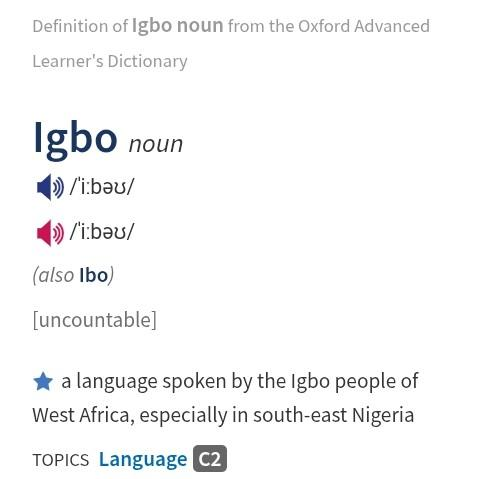 Definition of Igbo noun from the Oxford Advanced
Learner's Dictionary
Igbo noun
/ˈiːbəʊ/
/ˈiːbəʊ/
(also Ibo)
[uncountable]
a language spoken by the Igbo people of
West Africa, especially in south-east Nigeria
TOPICS Language C2